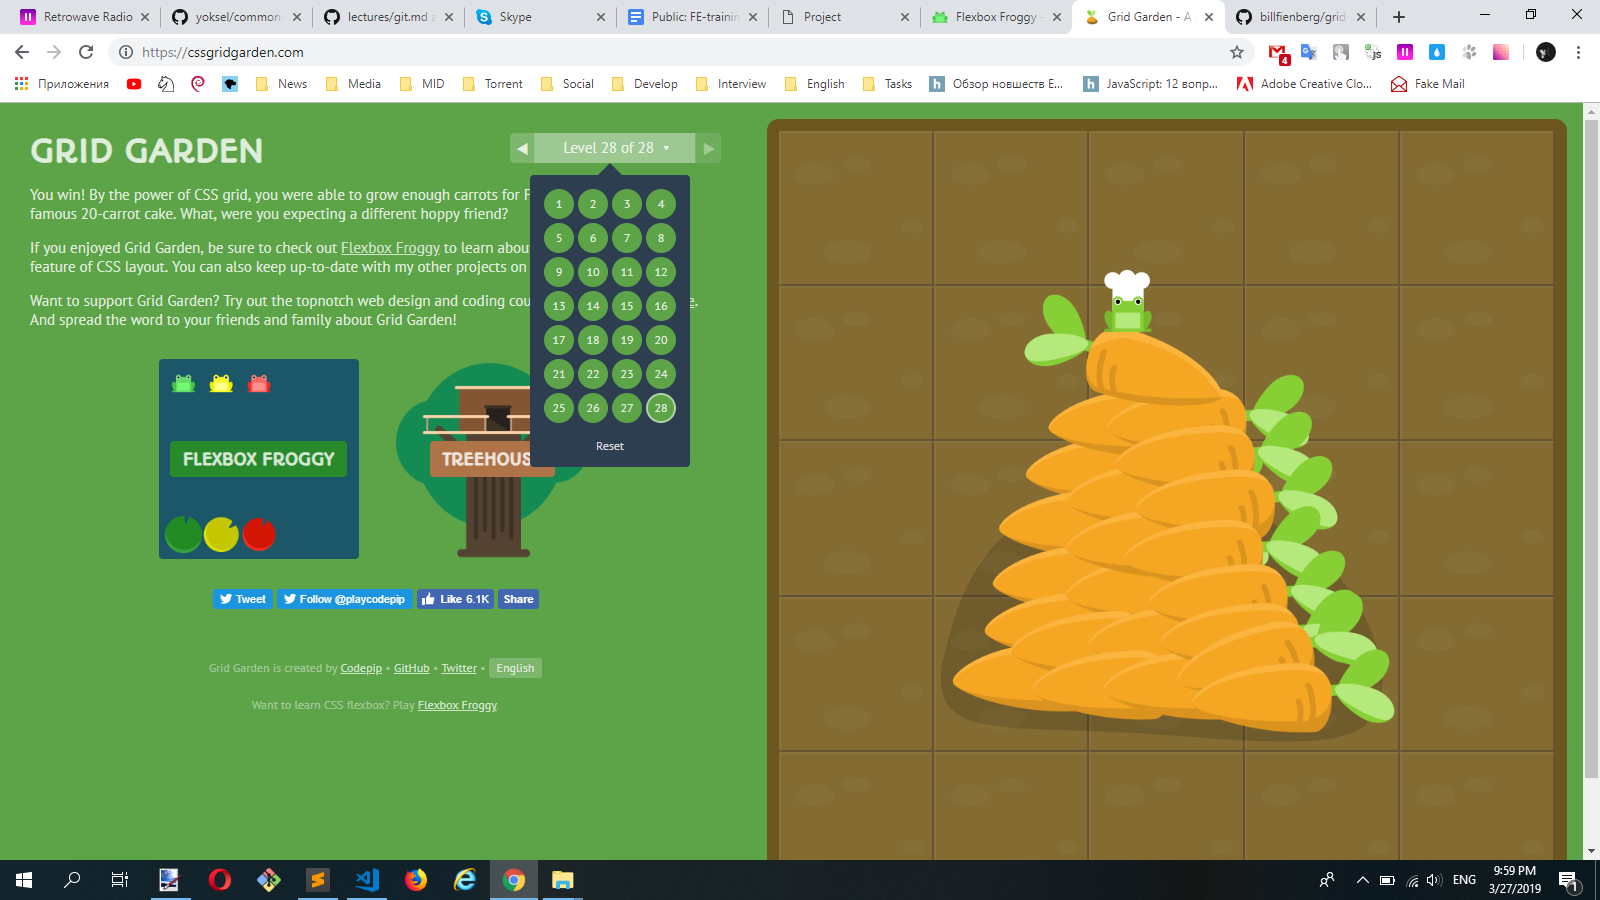 Retrowave Radio
yoksel/common
lectures/git.md
Skype
Public: FE-trainin
Project
Flexbox Froggy -
Grid Garden - A
billfienberg/grid
https://cssgridgarden.com
4
JS
Приложения
News
Media
MID
Torrent
Social
Develop
Interview
English
Tasks
h
Обзор новшеств E...
h
JavaScript: 12 вопр...
Adobe Creative Clo...
Fake Mail
GRID GARDEN
Level 28 of 28
You win! By the power of CSS grid, you were able to grow enough carrots for F
famous 20-carrot cake. What, were you expecting a different hoppy friend?
If you enjoyed Grid Garden, be sure to check out Flexbox Froggy to learn about
feature of CSS layout. You can also keep up-to-date with my other projects on
Want to support Grid Garden? Try out the topnotch web design and coding cou e.
And spread the word to your friends and family about Grid Garden!
1 2 3 4
5 6 7 8
9 10 11 12
13 14 15 16
17 18 19 20
21 22 23 24
25 26 27 28
Reset
FLEXBOX FROGGY
TREEHOUS
Tweet
Follow @playcodepip
Like 6.1K
Share
Grid Garden is created by Codepip • GitHub • Twitter • English
Want to learn CSS flexbox? Play Flexbox Froggy.
ENG
9:59 PM
3/27/2019
1